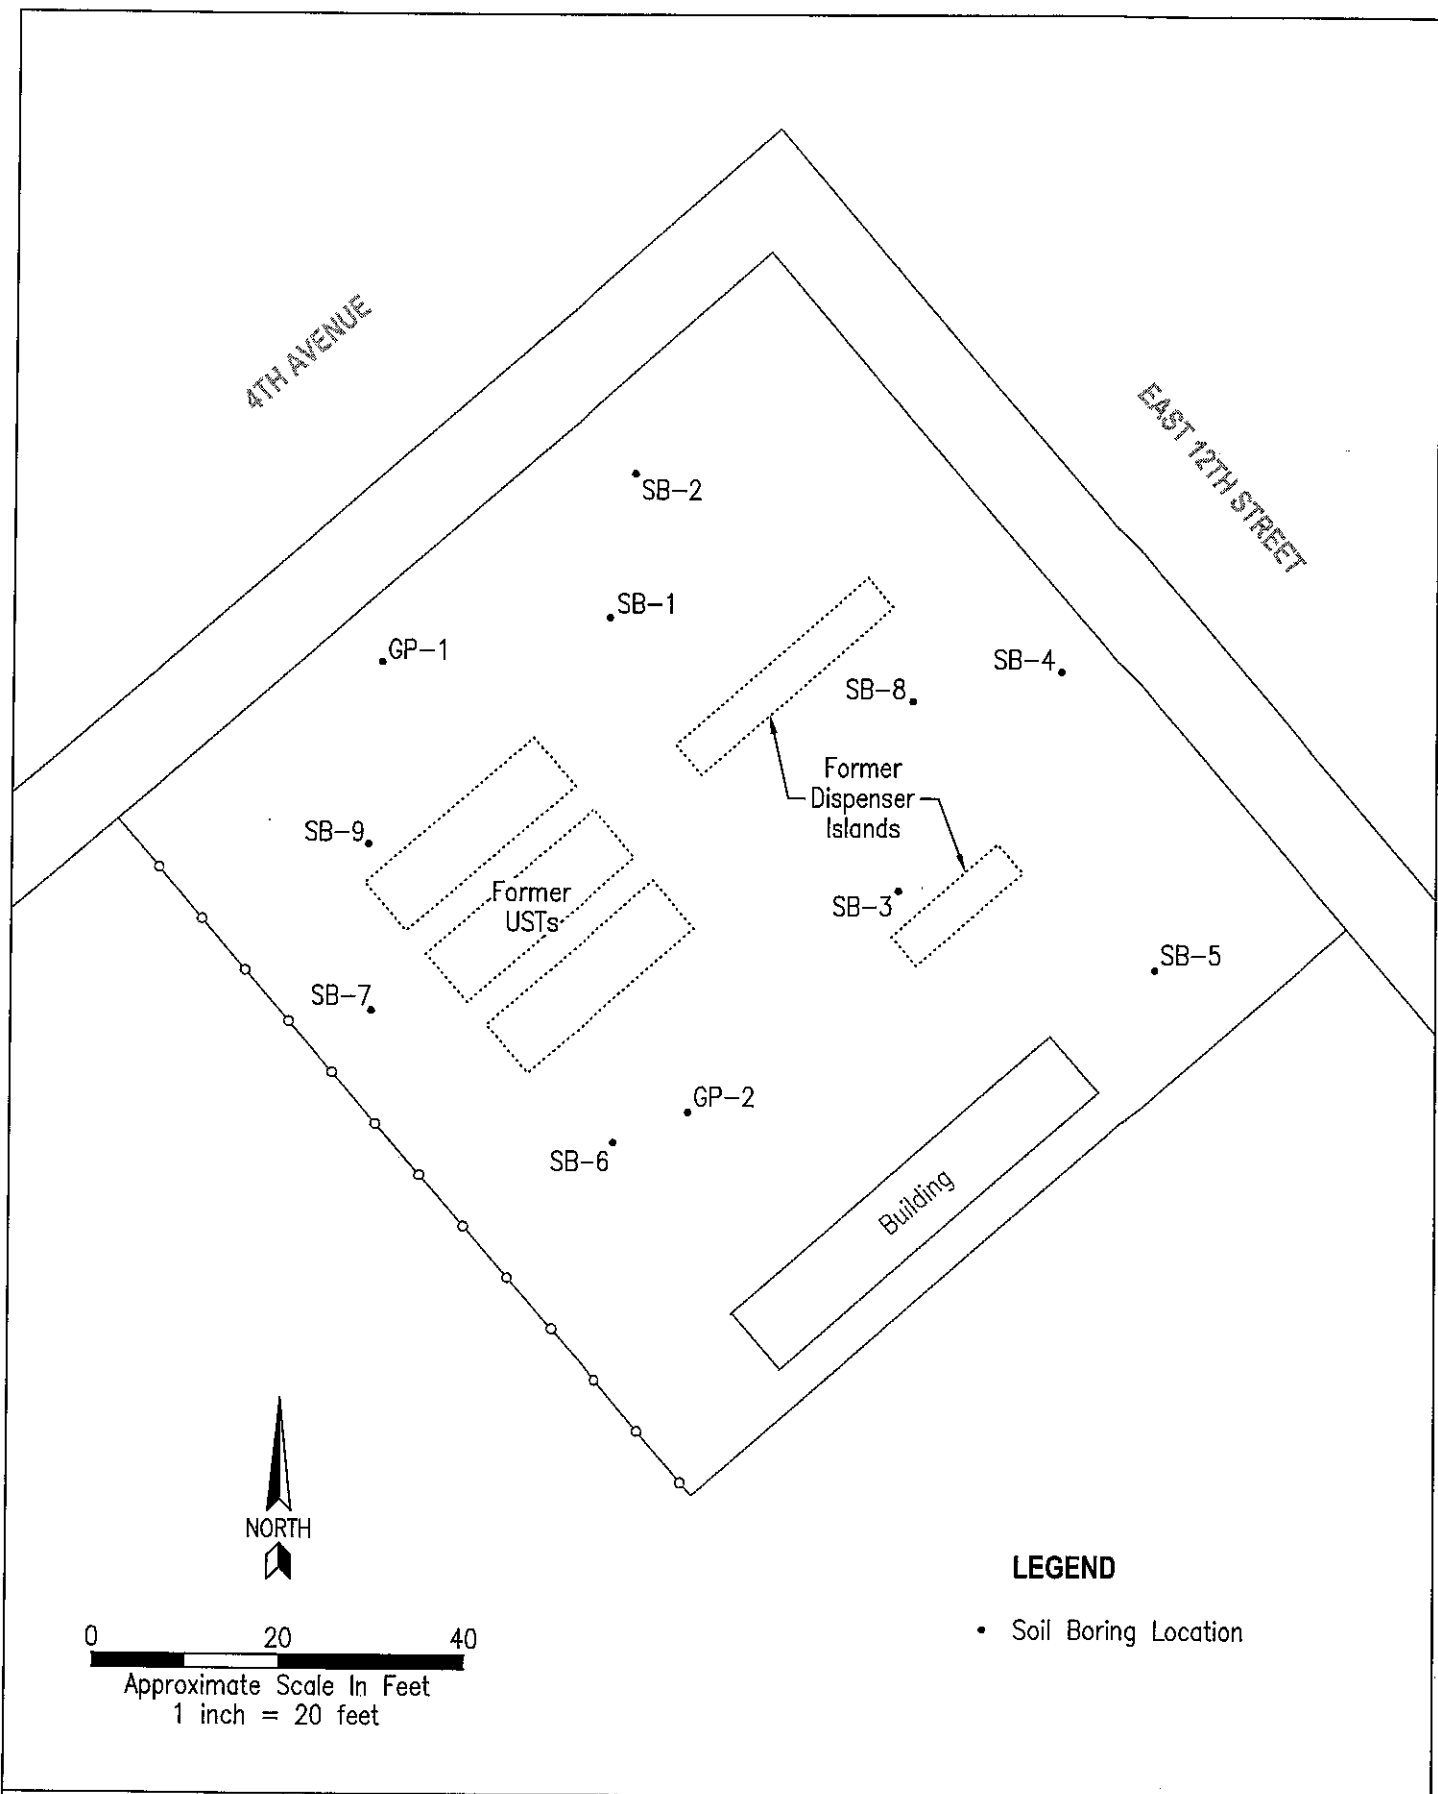 4TH AVENUE
EAST 12TH STREET
SB-2
SB-1
GP-1
SB-4
SB-8
Former
Dispenser
Islands
SB-9
Former
USTs
SB-3
SB-5
SB-7
GP-2
SB-6
Building
NORTH
LEGEND
Soil Boring Location
0 20 40
Approximate Scale In Feet
1 inch = 20 feet